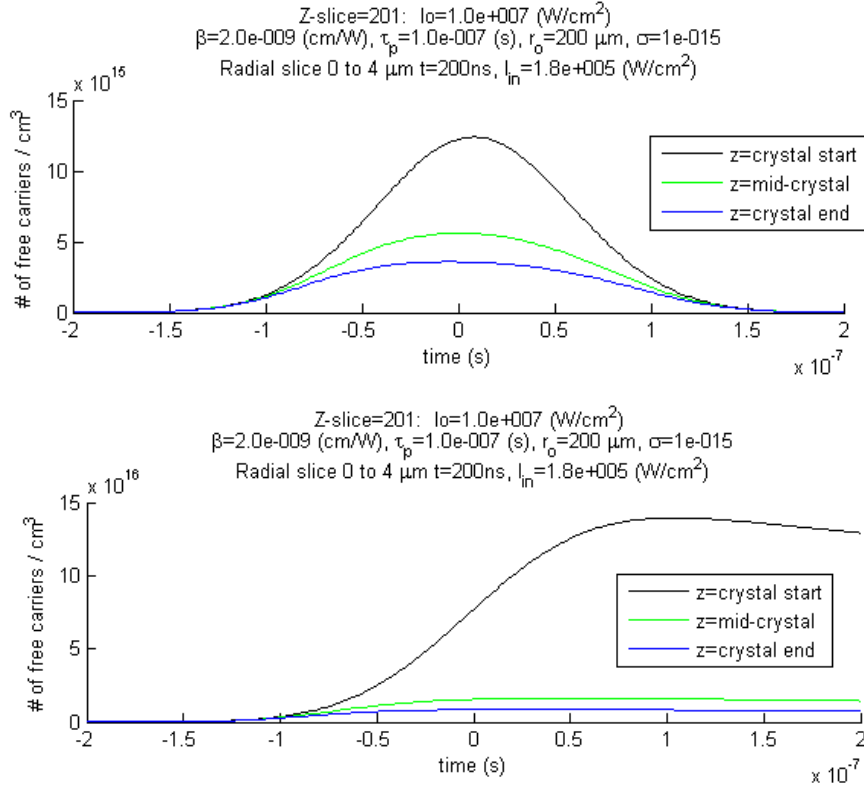 Z-slice=201:  Io=1.0e+007 (W/cm²)
β=2.0e-009 (cm/W), τp=1.0e-007 (s), ro=200 μm, σ=1e-015
Radial slice 0 to 4 μm t=200ns, Iin=1.8e+005 (W/cm²)
x 10¹⁵
15
10
5
0
# of free carriers / cm³
z=crystal start
z=mid-crystal
z=crystal end
-2 -1.5 -1 -0.5 0 0.5 1 1.5 2
time (s)
x 10⁻⁷
Z-slice=201:  Io=1.0e+007 (W/cm²)
β=2.0e-009 (cm/W), τp=1.0e-007 (s), ro=200 μm, σ=1e-015
Radial slice 0 to 4 μm t=200ns, Iin=1.8e+005 (W/cm²)
x 10¹⁶
15
10
5
0
# of free carriers / cm³
z=crystal start
z=mid-crystal
z=crystal end
-2 -1.5 -1 -0.5 0 0.5 1 1.5 2
time (s)
x 10⁻⁷